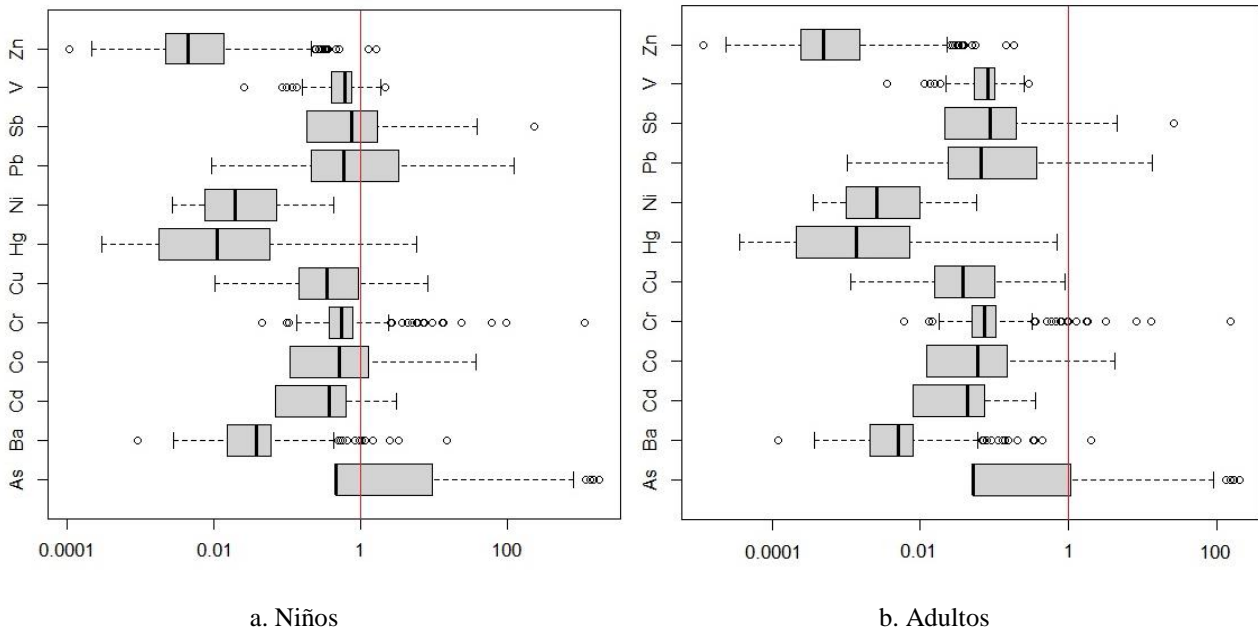 Zn
V
Sb
Pb
Ni
Hg
Cu
Cr
Co
Cd
Ba
As
0.0001 0.01 1 100
a. Niños
Zn
V
Sb
Pb
Ni
Hg
Cu
Cr
Co
Cd
Ba
As
0.0001 0.01 1 100
b. Adultos